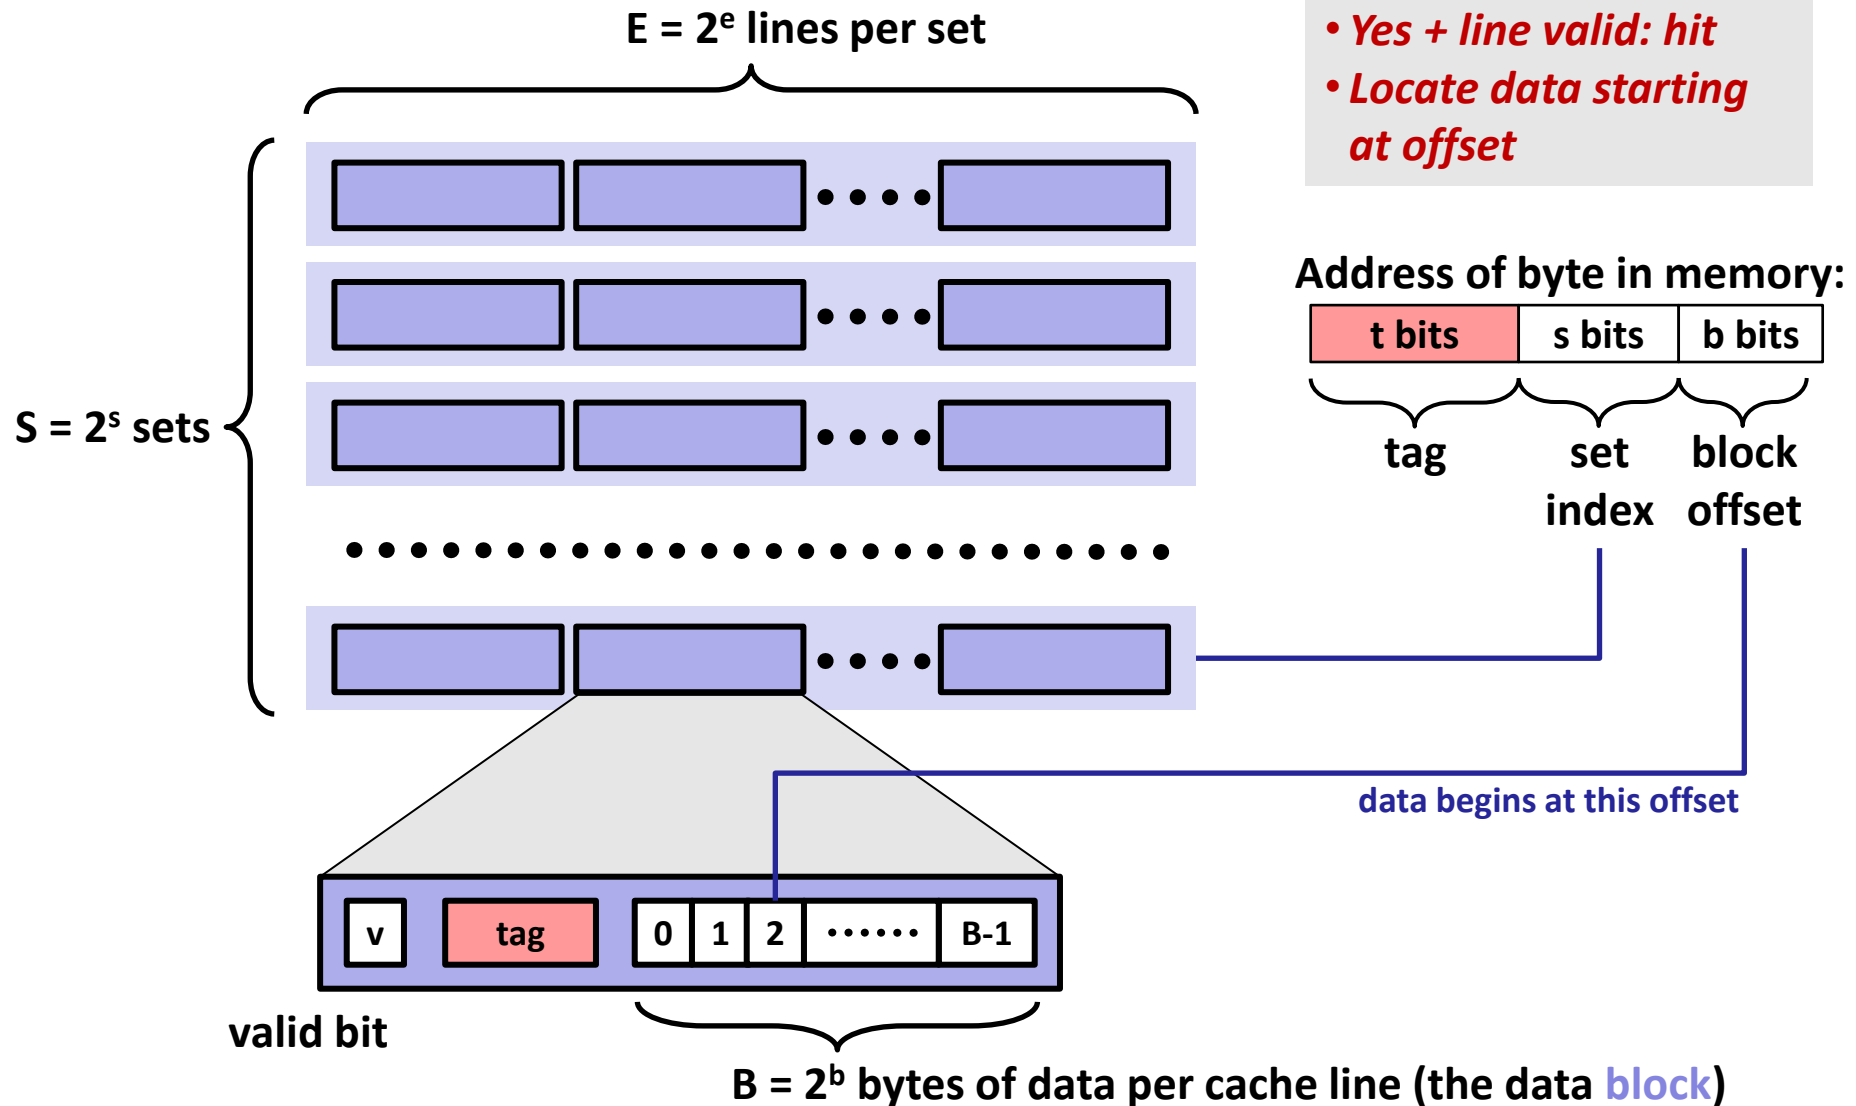 E = 2ᵉ lines per set
• Yes + line valid: hit
• Locate data starting
at offset
S = 2ˢ sets
Address of byte in memory:
t bits s bits b bits
tag set block
index offset
data begins at this offset
v tag 0 1 2 •••••• B-1
valid bit
B = 2ᵇ bytes of data per cache line (the data block)